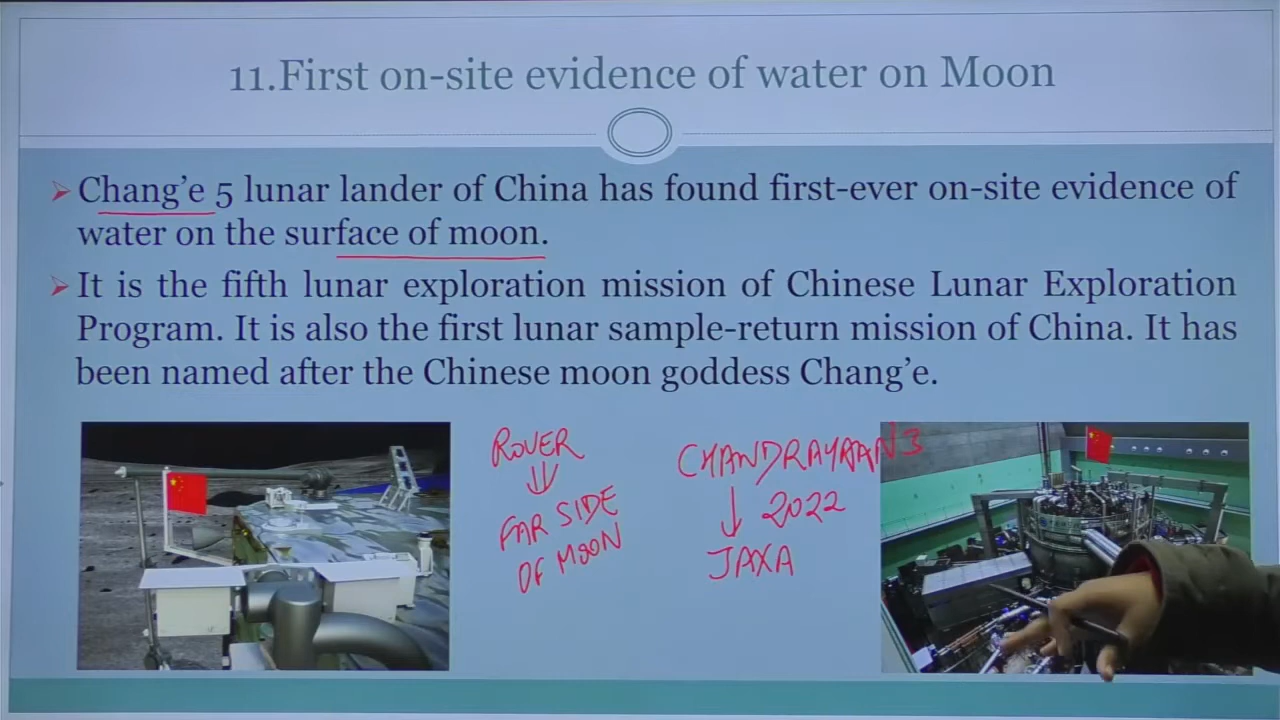 11.First on-site evidence of water on Moon
Chang’e 5 lunar lander of China has found first-ever on-site evidence of
water on the surface of moon.
It is the fifth lunar exploration mission of Chinese Lunar Exploration
Program. It is also the first lunar sample-return mission of China. It has
been named after the Chinese moon goddess Chang’e.
ROVER
FAR SIDE
OF MOON
CHANDRAYAAN 3
2022
JAXA